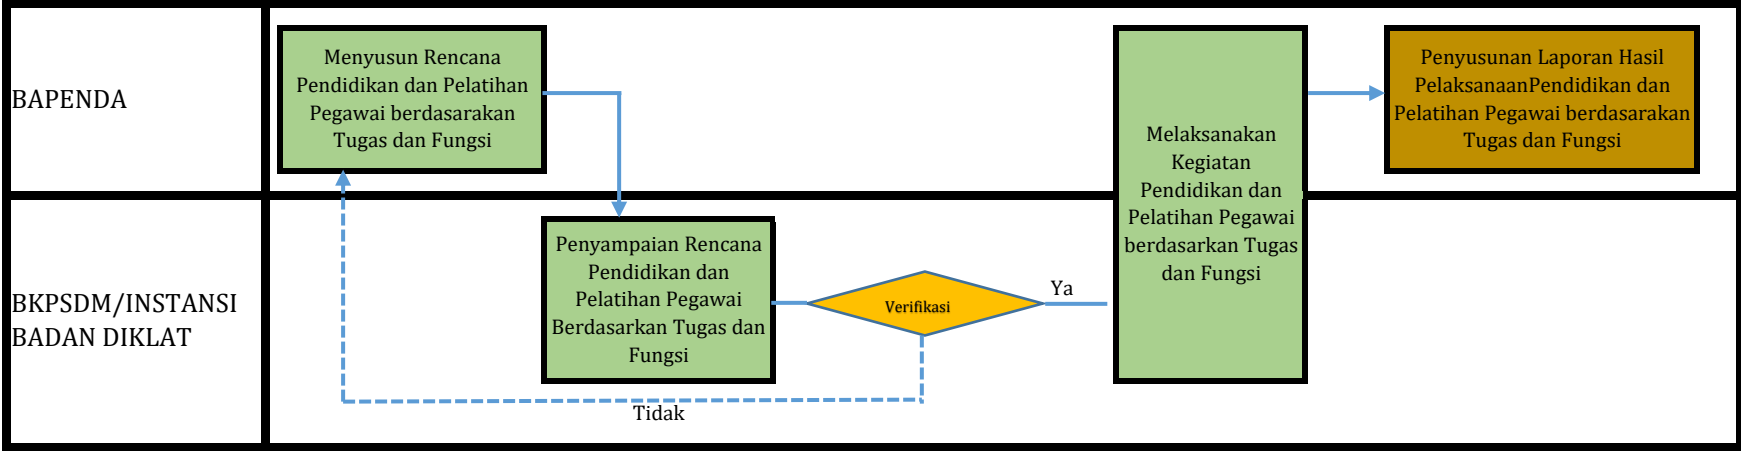 BAPENDA
Menyusun Rencana
Pendidikan dan Pelatihan
Pegawai berdasarakan
Tugas dan Fungsi
Melaksanakan
Kegiatan
Pendidikan dan
Pelatihan Pegawai
berdasarkan Tugas
dan Fungsi
Penyusunan Laporan Hasil
PelaksanaanPendidikan dan
Pelatihan Pegawai berdasarakan
Tugas dan Fungsi
BKPSDM/INSTANSI
BADAN DIKLAT
Penyampaian Rencana
Pendidikan dan
Pelatihan Pegawai
Berdasarkan Tugas dan
Fungsi
Verifikasi
Ya
Tidak